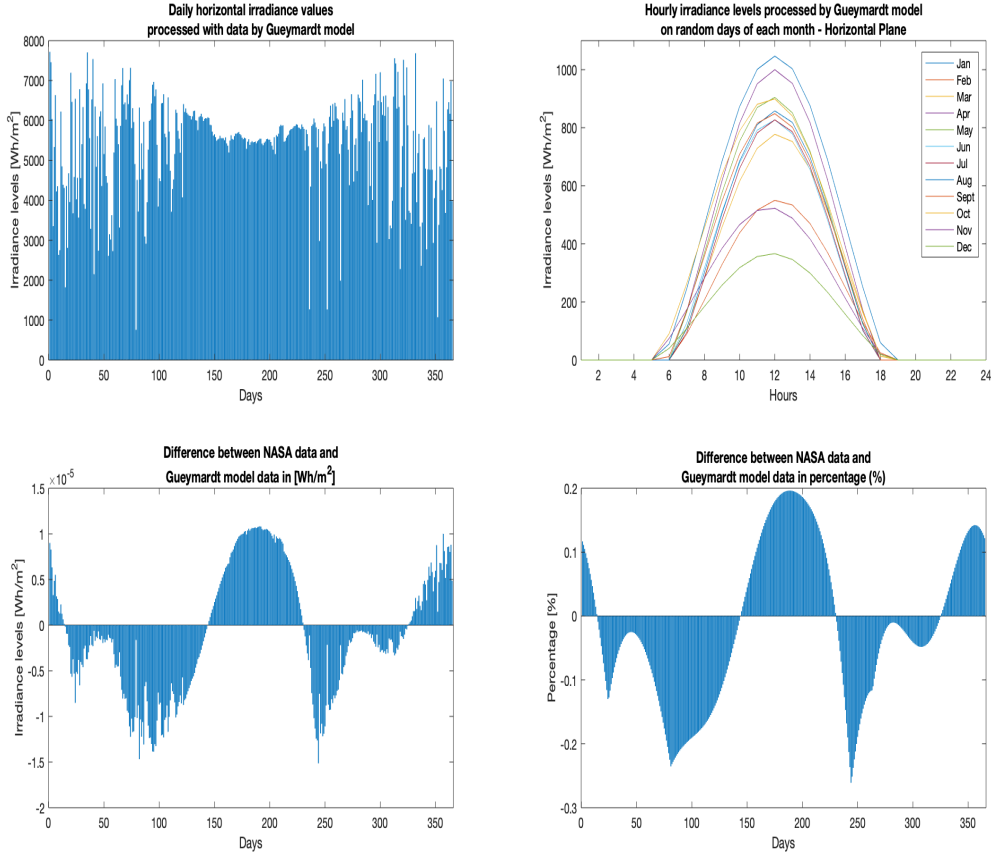 Daily horizontal irradiance values
processed with data by Gueymardt model
8000
7000
6000
5000
4000
3000
2000
1000
0
Irradiance levels [Wh/m²]
0 50 100 150 200 250 300 350
Days
Hourly irradiance levels processed by Gueymardt model
on random days of each month - Horizontal Plane
1000
800
600
400
200
0
Irradiance levels [Wh/m²]
Jan
Feb
Mar
Apr
May
Jun
Jul
Aug
Sept
Oct
Nov
Dec
2 4 6 8 10 12 14 16 18 20 22 24
Hours
Difference between NASA data and
Gueymardt model data in [Wh/m²]
×10⁻⁵
1.5
1
0.5
0
-0.5
-1
-1.5
-2
Irradiance levels [Wh/m²]
0 50 100 150 200 250 300 350
Days
Difference between NASA data and
Gueymardt model data in percentage (%)
0.2
0.1
0
-0.1
-0.2
-0.3
Percentage [%]
0 50 100 150 200 250 300 350
Days